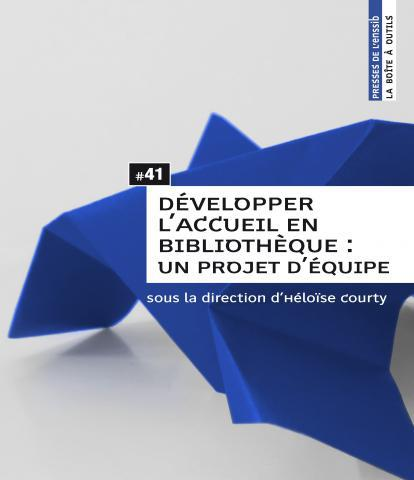 PRESSES DE L'enssib
LA BOÎTE À OUTILS
#41
DÉVELOPPER
L'ACCUEIL EN
BIBLIOTHÈQUE :
UN PROJET D'ÉQUIPE
sous la direction d'Héloïse Courty